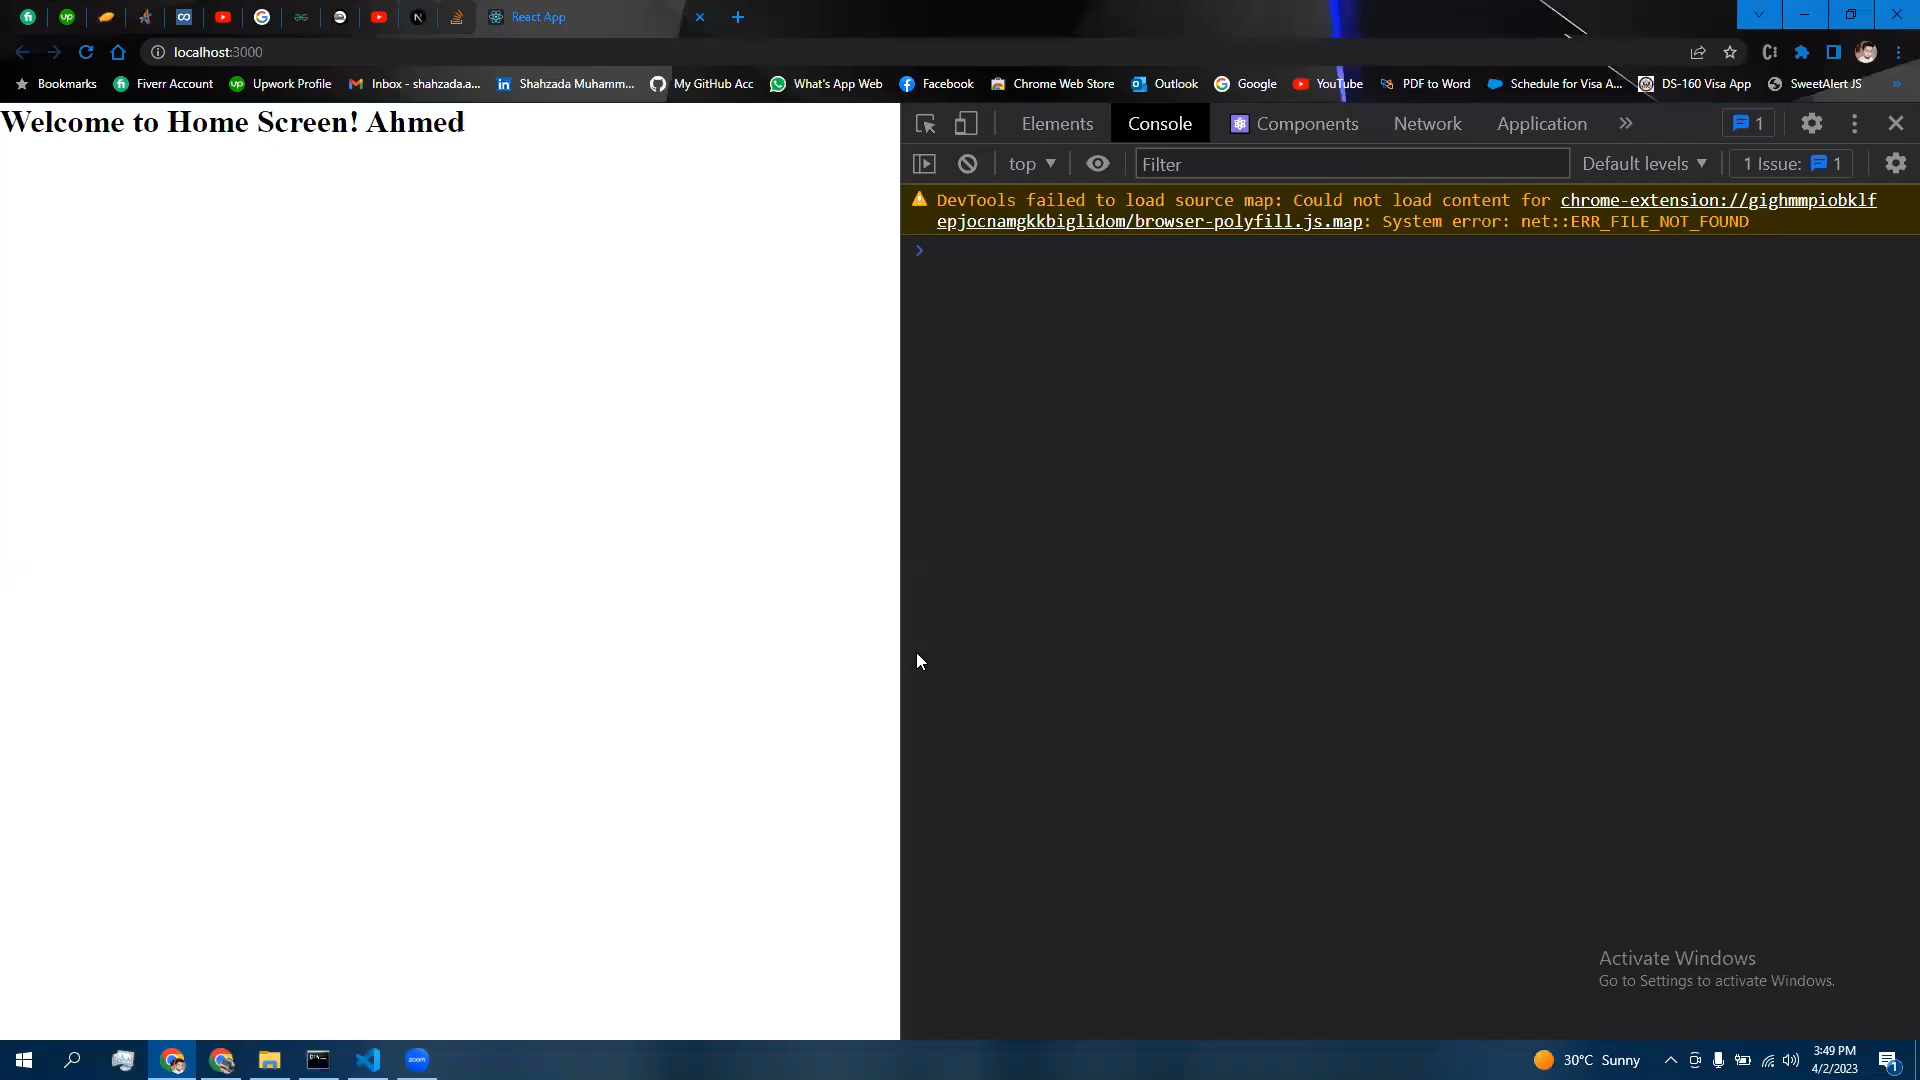 React App
localhost:3000
Bookmarks Fiverr Account Upwork Profile Inbox - shahzada.a... Shahzada Muhamm... My GitHub Acc What's App Web Facebook Chrome Web Store Outlook Google YouTube PDF to Word Schedule for Visa A... DS-160 Visa App SweetAlert JS »
Welcome to Home Screen! Ahmed
Elements Console Components Network Application » 1
top Filter Default levels 1 Issue: 1
DevTools failed to load source map: Could not load content for chrome-extension://gighmmpiobklf
epjocnamgkkbiglidom/browser-polyfill.js.map: System error: net::ERR_FILE_NOT_FOUND
Activate Windows
Go to Settings to activate Windows.
zoom
30°C Sunny
3:49 PM
4/2/2023
1